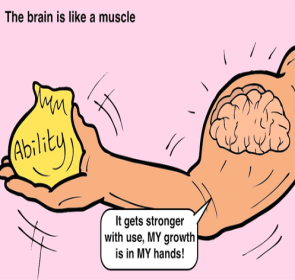 The brain is like a muscle
Ability
It gets stronger
with use, MY growth
is in MY hands!